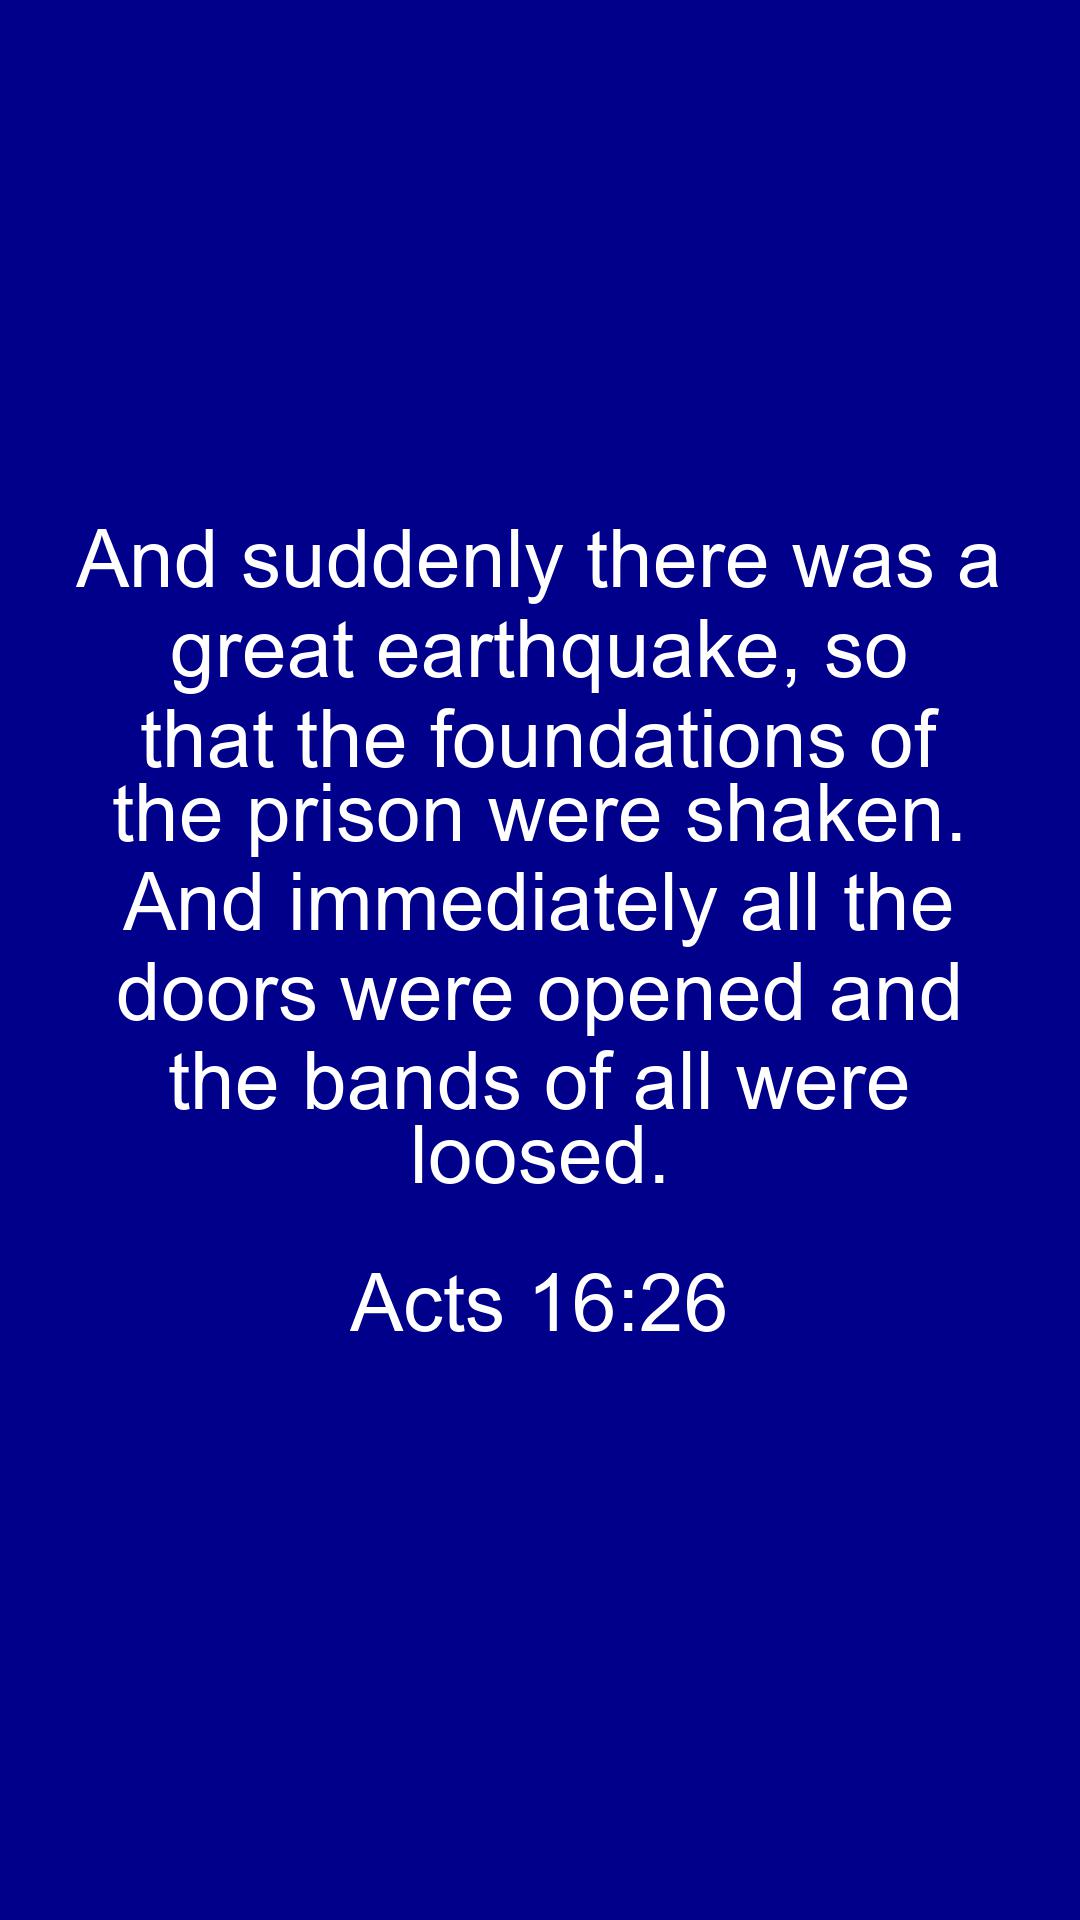 And suddenly there was a
great earthquake, so
that the foundations of
the prison were shaken.
And immediately all the
doors were opened and
the bands of all were
loosed.
Acts 16:26